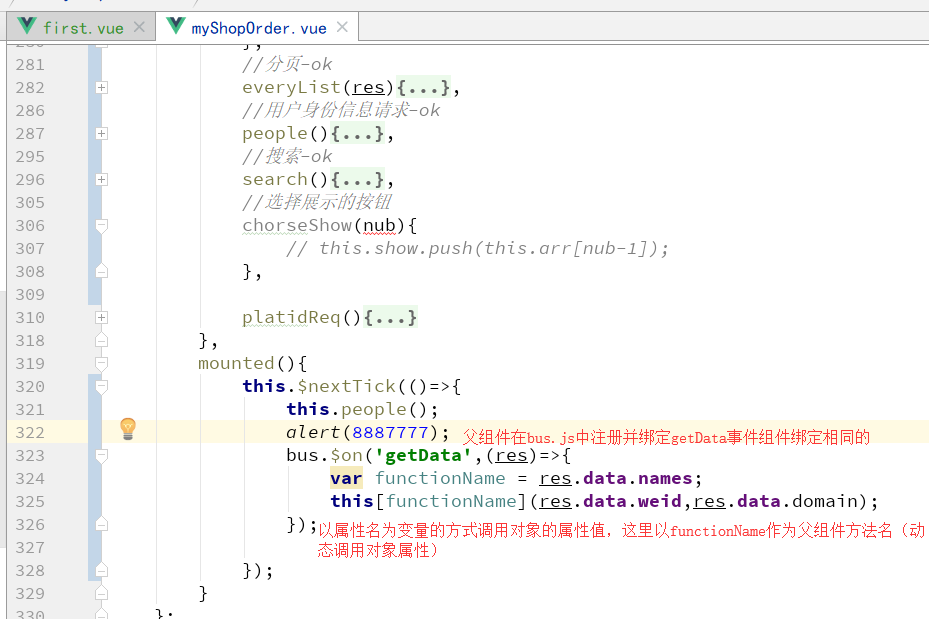 first.vue
myShopOrder.vue
281 //分页-ok
282 everyList(res){...},
286 //用户身份信息请求-ok
287 people(){...},
295 //搜索-ok
296 search(){...},
305 //选择展示的按钮
306 chorseShow(nub){
307 // this.show.push(this.arr[nub-1]);
308 },
309
310 platidReq(){...}
318 },
319 mounted(){
320 this.$nextTick(()=>{
321 this.people();
322 alert(8887777); 父组件在bus.js中注册并绑定getData事件组件绑定相同的
323 bus.$on('getData',(res)=>{
324 var functionName = res.data.names;
325 this[functionName](res.data.weid,res.data.domain);
326 }); 以属性名为变量的方式调用对象的属性值，这里以functionName作为父组件方法名（动
327 态调用对象属性）
328 });
329 }
330 };